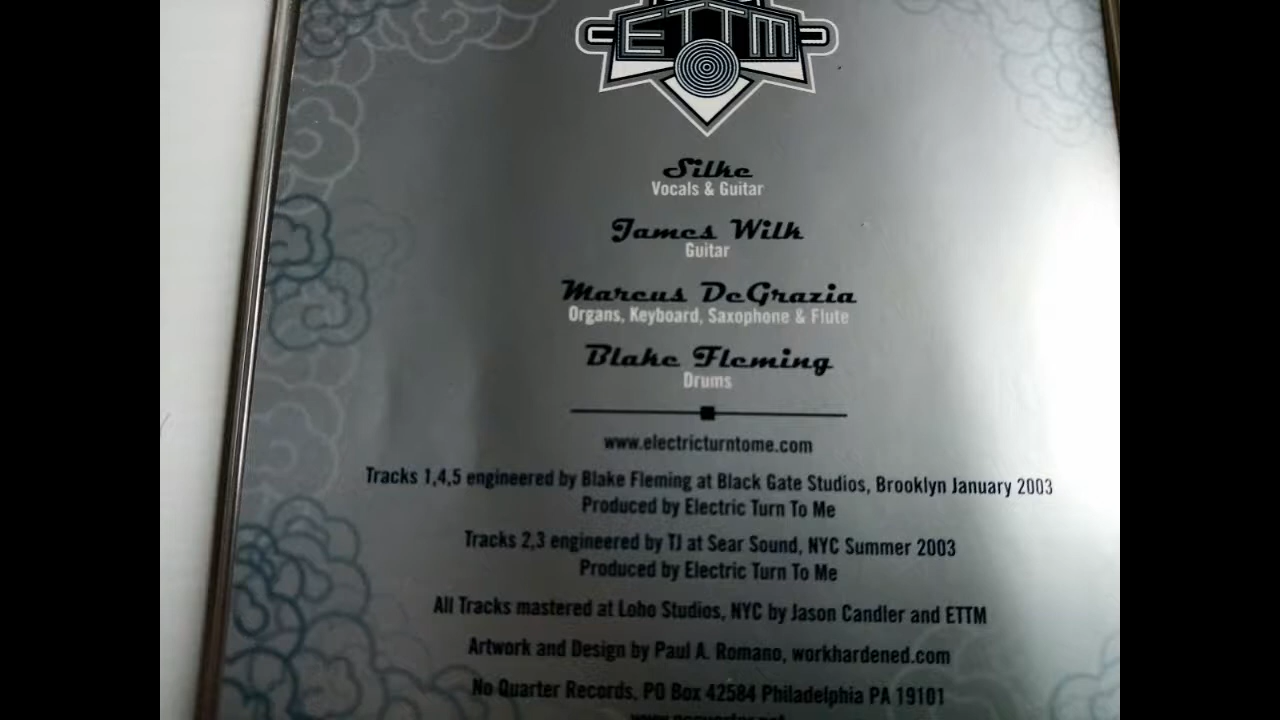 ETTM
Silke
Vocals & Guitar
James Wilk
Guitar
Marcus DeGrazia
Organs, Keyboard, Saxophone & Flute
Blake Fleming
Drums
www.electricturntome.com
Tracks 1,4,5 engineered by Blake Fleming at Black Gate Studios, Brooklyn January 2003
Produced by Electric Turn To Me
Tracks 2,3 engineered by TJ at Sear Sound, NYC Summer 2003
Produced by Electric Turn To Me
All Tracks mastered at Loho Studios, NYC by Jason Candler and ETTM
Artwork and Design by Paul A. Romano, workhardened.com
No Quarter Records, PO Box 42584 Philadelphia PA 19101